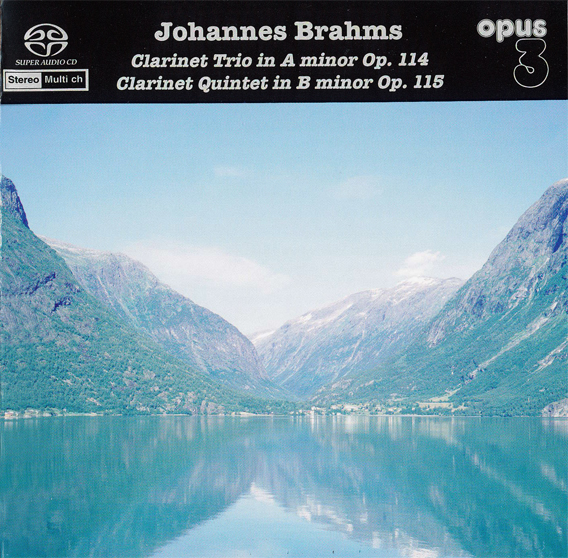 Johannes Brahms
Clarinet Trio in A minor Op. 114
Clarinet Quintet in B minor Op. 115
SUPER AUDIO CD
Stereo Multi ch
opus
3